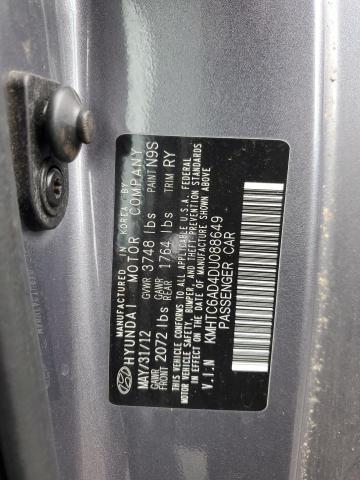 MANUFACTURED IN KOREA BY
HYUNDAI MOTOR COMPANY
MAY/31/12 GVWR 3748 lbs PAINT N9S
GAWR FRONT 2072 lbs GAWR REAR 1764 lbs TRIM RY
THIS VEHICLE CONFORMS TO ALL APPLICABLE U.S.A. FEDERAL
MOTOR VEHICLE SAFETY, BUMPER, AND THEFT PREVENTION STANDARDS
IN EFFECT ON THE DATE OF MANUFACTURE SHOWN ABOVE.
V.I.N KMHTC6AD4DU088649
PASSENGER CAR